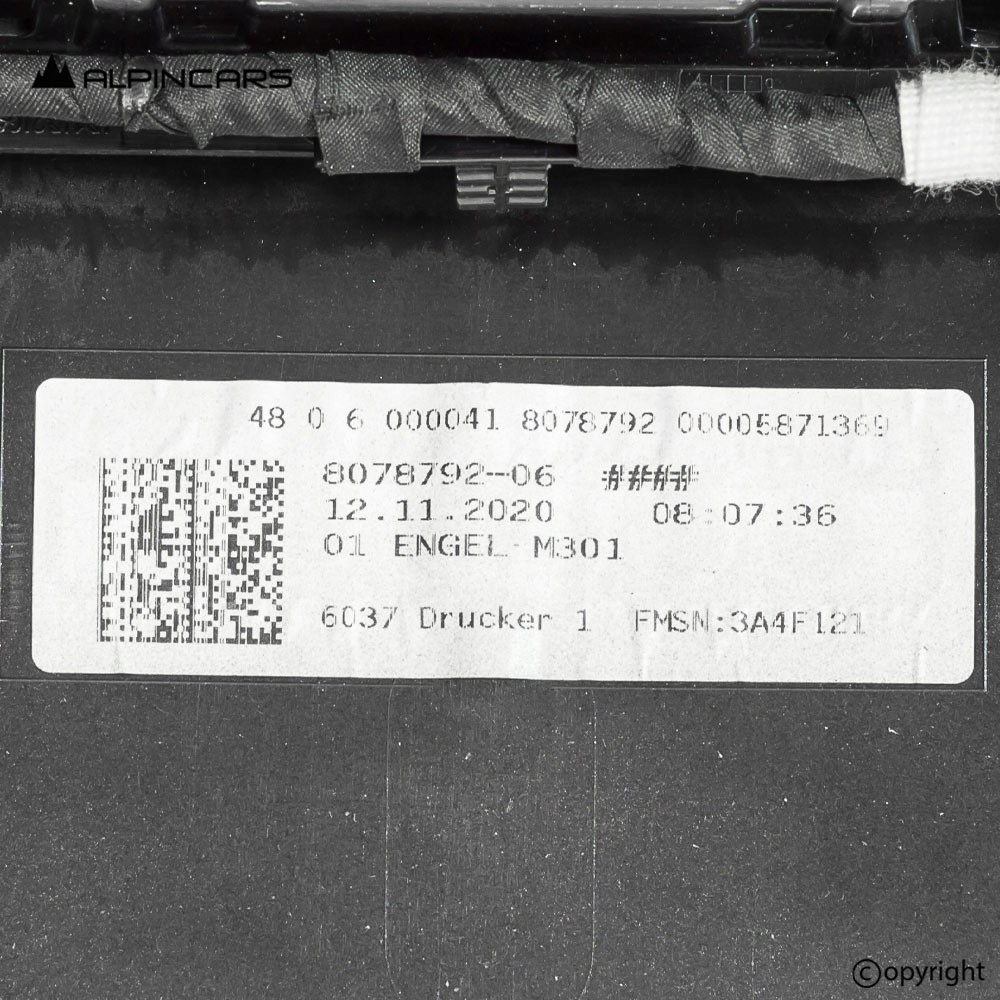 ALPINCARS
48 0 6 000041 8078792 00005871369
8078792-06 ####
12.11.2020 08:07:36
01 ENGEL-M301
6037 Drucker 1 FMSN:3A4F121
©opyright